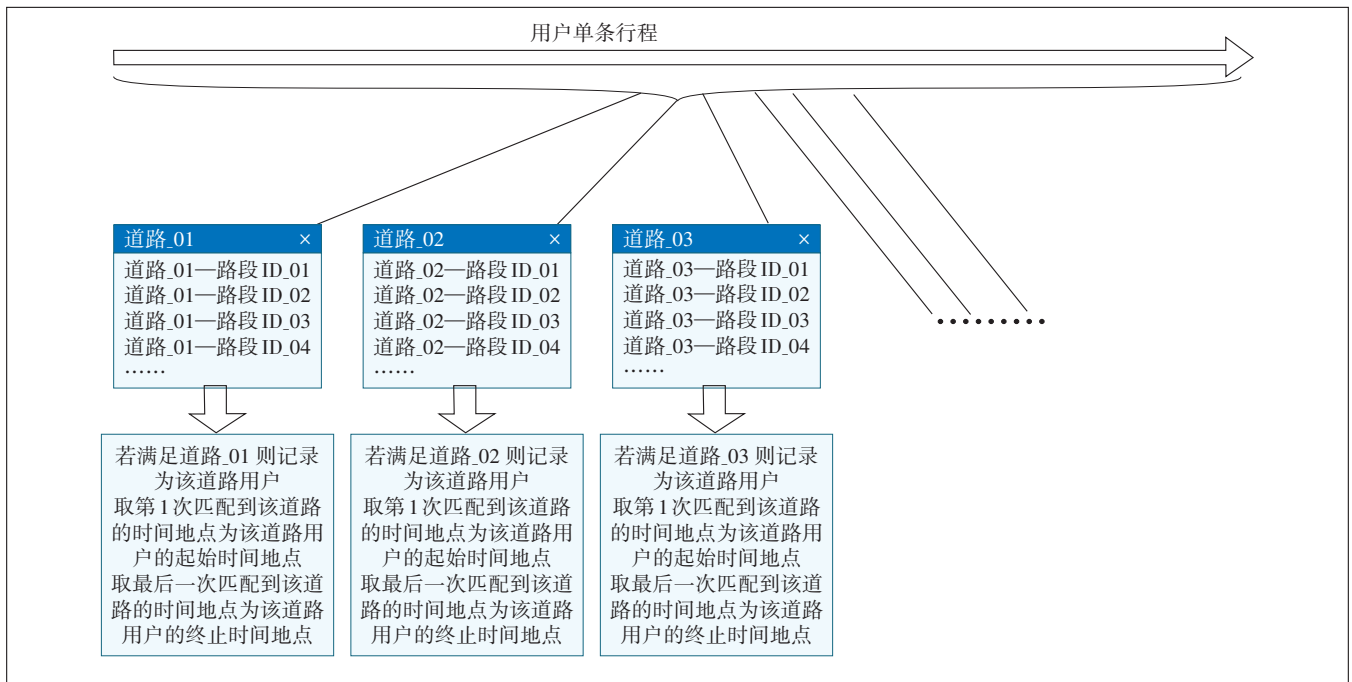 用户单条行程
道路_01 ×
道路_01—路段ID_01
道路_01—路段ID_02
道路_01—路段ID_03
道路_01—路段ID_04
……
若满足道路_01 则记录
为该道路用户
取第1次匹配到该道路
的时间地点为该道路用
户的起始时间地点
取最后一次匹配到该道
路的时间地点为该道路
用户的终止时间地点
道路_02 ×
道路_02—路段ID_01
道路_02—路段ID_02
道路_02—路段ID_03
道路_02—路段ID_04
……
若满足道路_02 则记录
为该道路用户
取第1次匹配到该道路
的时间地点为该道路用
户的起始时间地点
取最后一次匹配到该道
路的时间地点为该道路
用户的终止时间地点
道路_03 ×
道路_03—路段ID_01
道路_03—路段ID_02
道路_03—路段ID_03
道路_03—路段ID_04
……
若满足道路_03 则记录
为该道路用户
取第1次匹配到该道路
的时间地点为该道路用
户的起始时间地点
取最后一次匹配到该道
路的时间地点为该道路
用户的终止时间地点
………